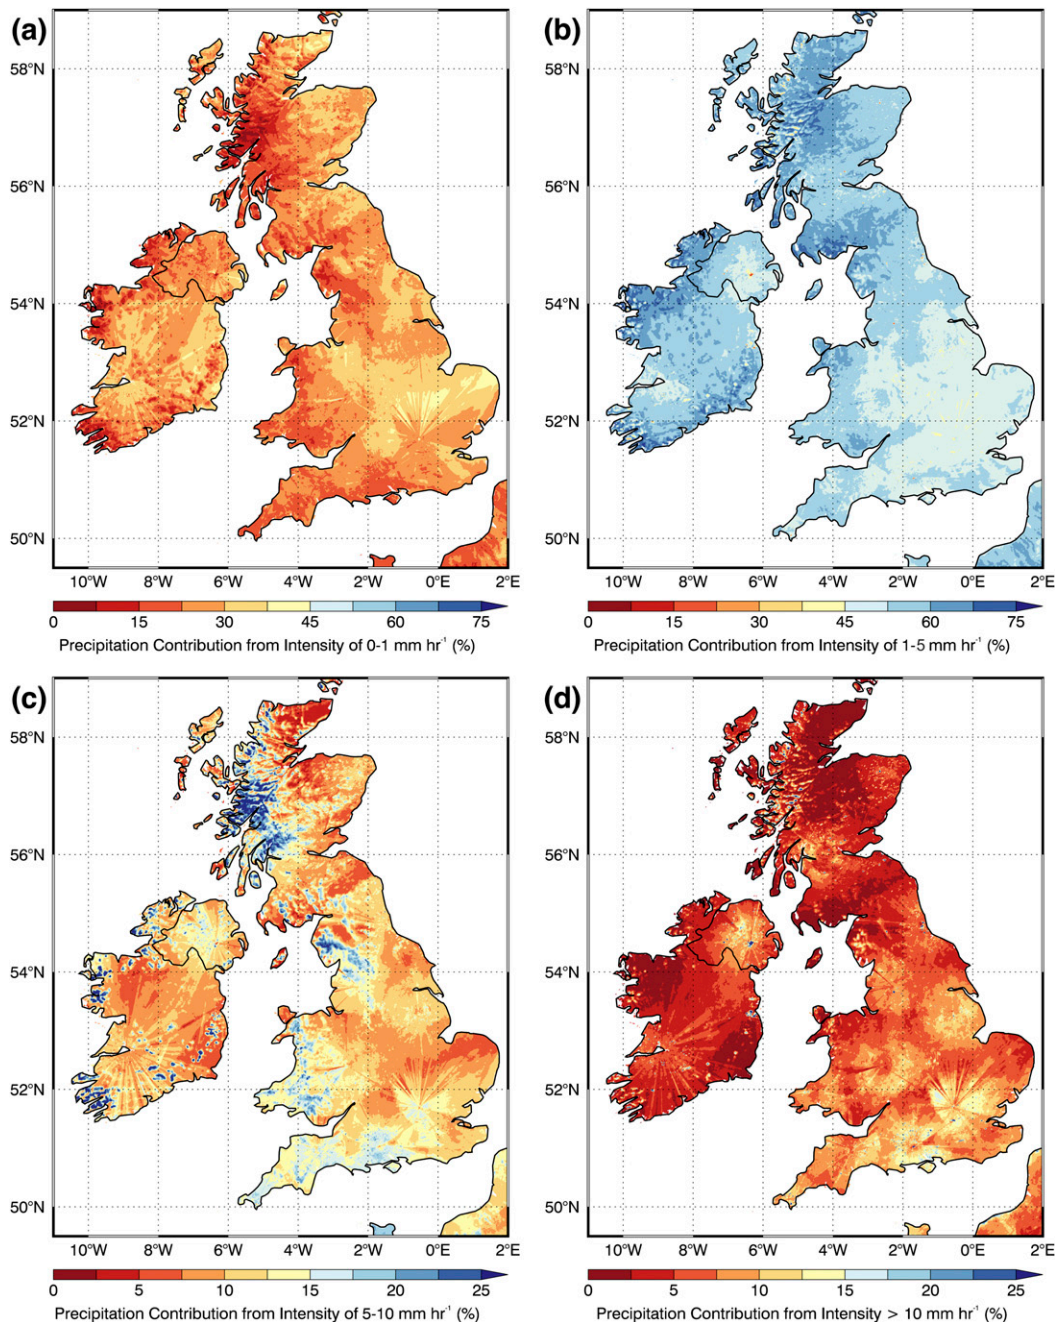 (a)
(b)
58°N
56°N
54°N
52°N
50°N
58°N
56°N
54°N
52°N
50°N
10°W 8°W 6°W 4°W 2°W 0°E 2°E
10°W 8°W 6°W 4°W 2°W 0°E 2°E
0 15 30 45 60 75
0 15 30 45 60 75
Precipitation Contribution from Intensity of 0-1 mm hr⁻¹ (%)
Precipitation Contribution from Intensity of 1-5 mm hr⁻¹ (%)
(c)
(d)
58°N
56°N
54°N
52°N
50°N
58°N
56°N
54°N
52°N
50°N
10°W 8°W 6°W 4°W 2°W 0°E 2°E
10°W 8°W 6°W 4°W 2°W 0°E 2°E
0 5 10 15 20 25
0 5 10 15 20 25
Precipitation Contribution from Intensity of 5-10 mm hr⁻¹ (%)
Precipitation Contribution from Intensity > 10 mm hr⁻¹ (%)